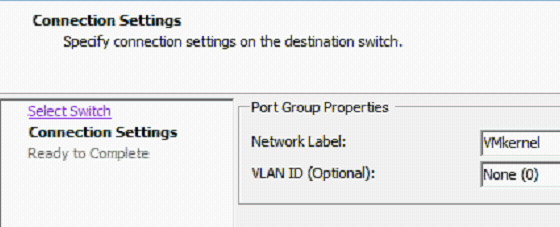 Connection Settings
Specify connection settings on the destination switch.
Select Switch
Connection Settings
Ready to Complete
Port Group Properties
Network Label: VMkernel
VLAN ID (Optional): None (0)